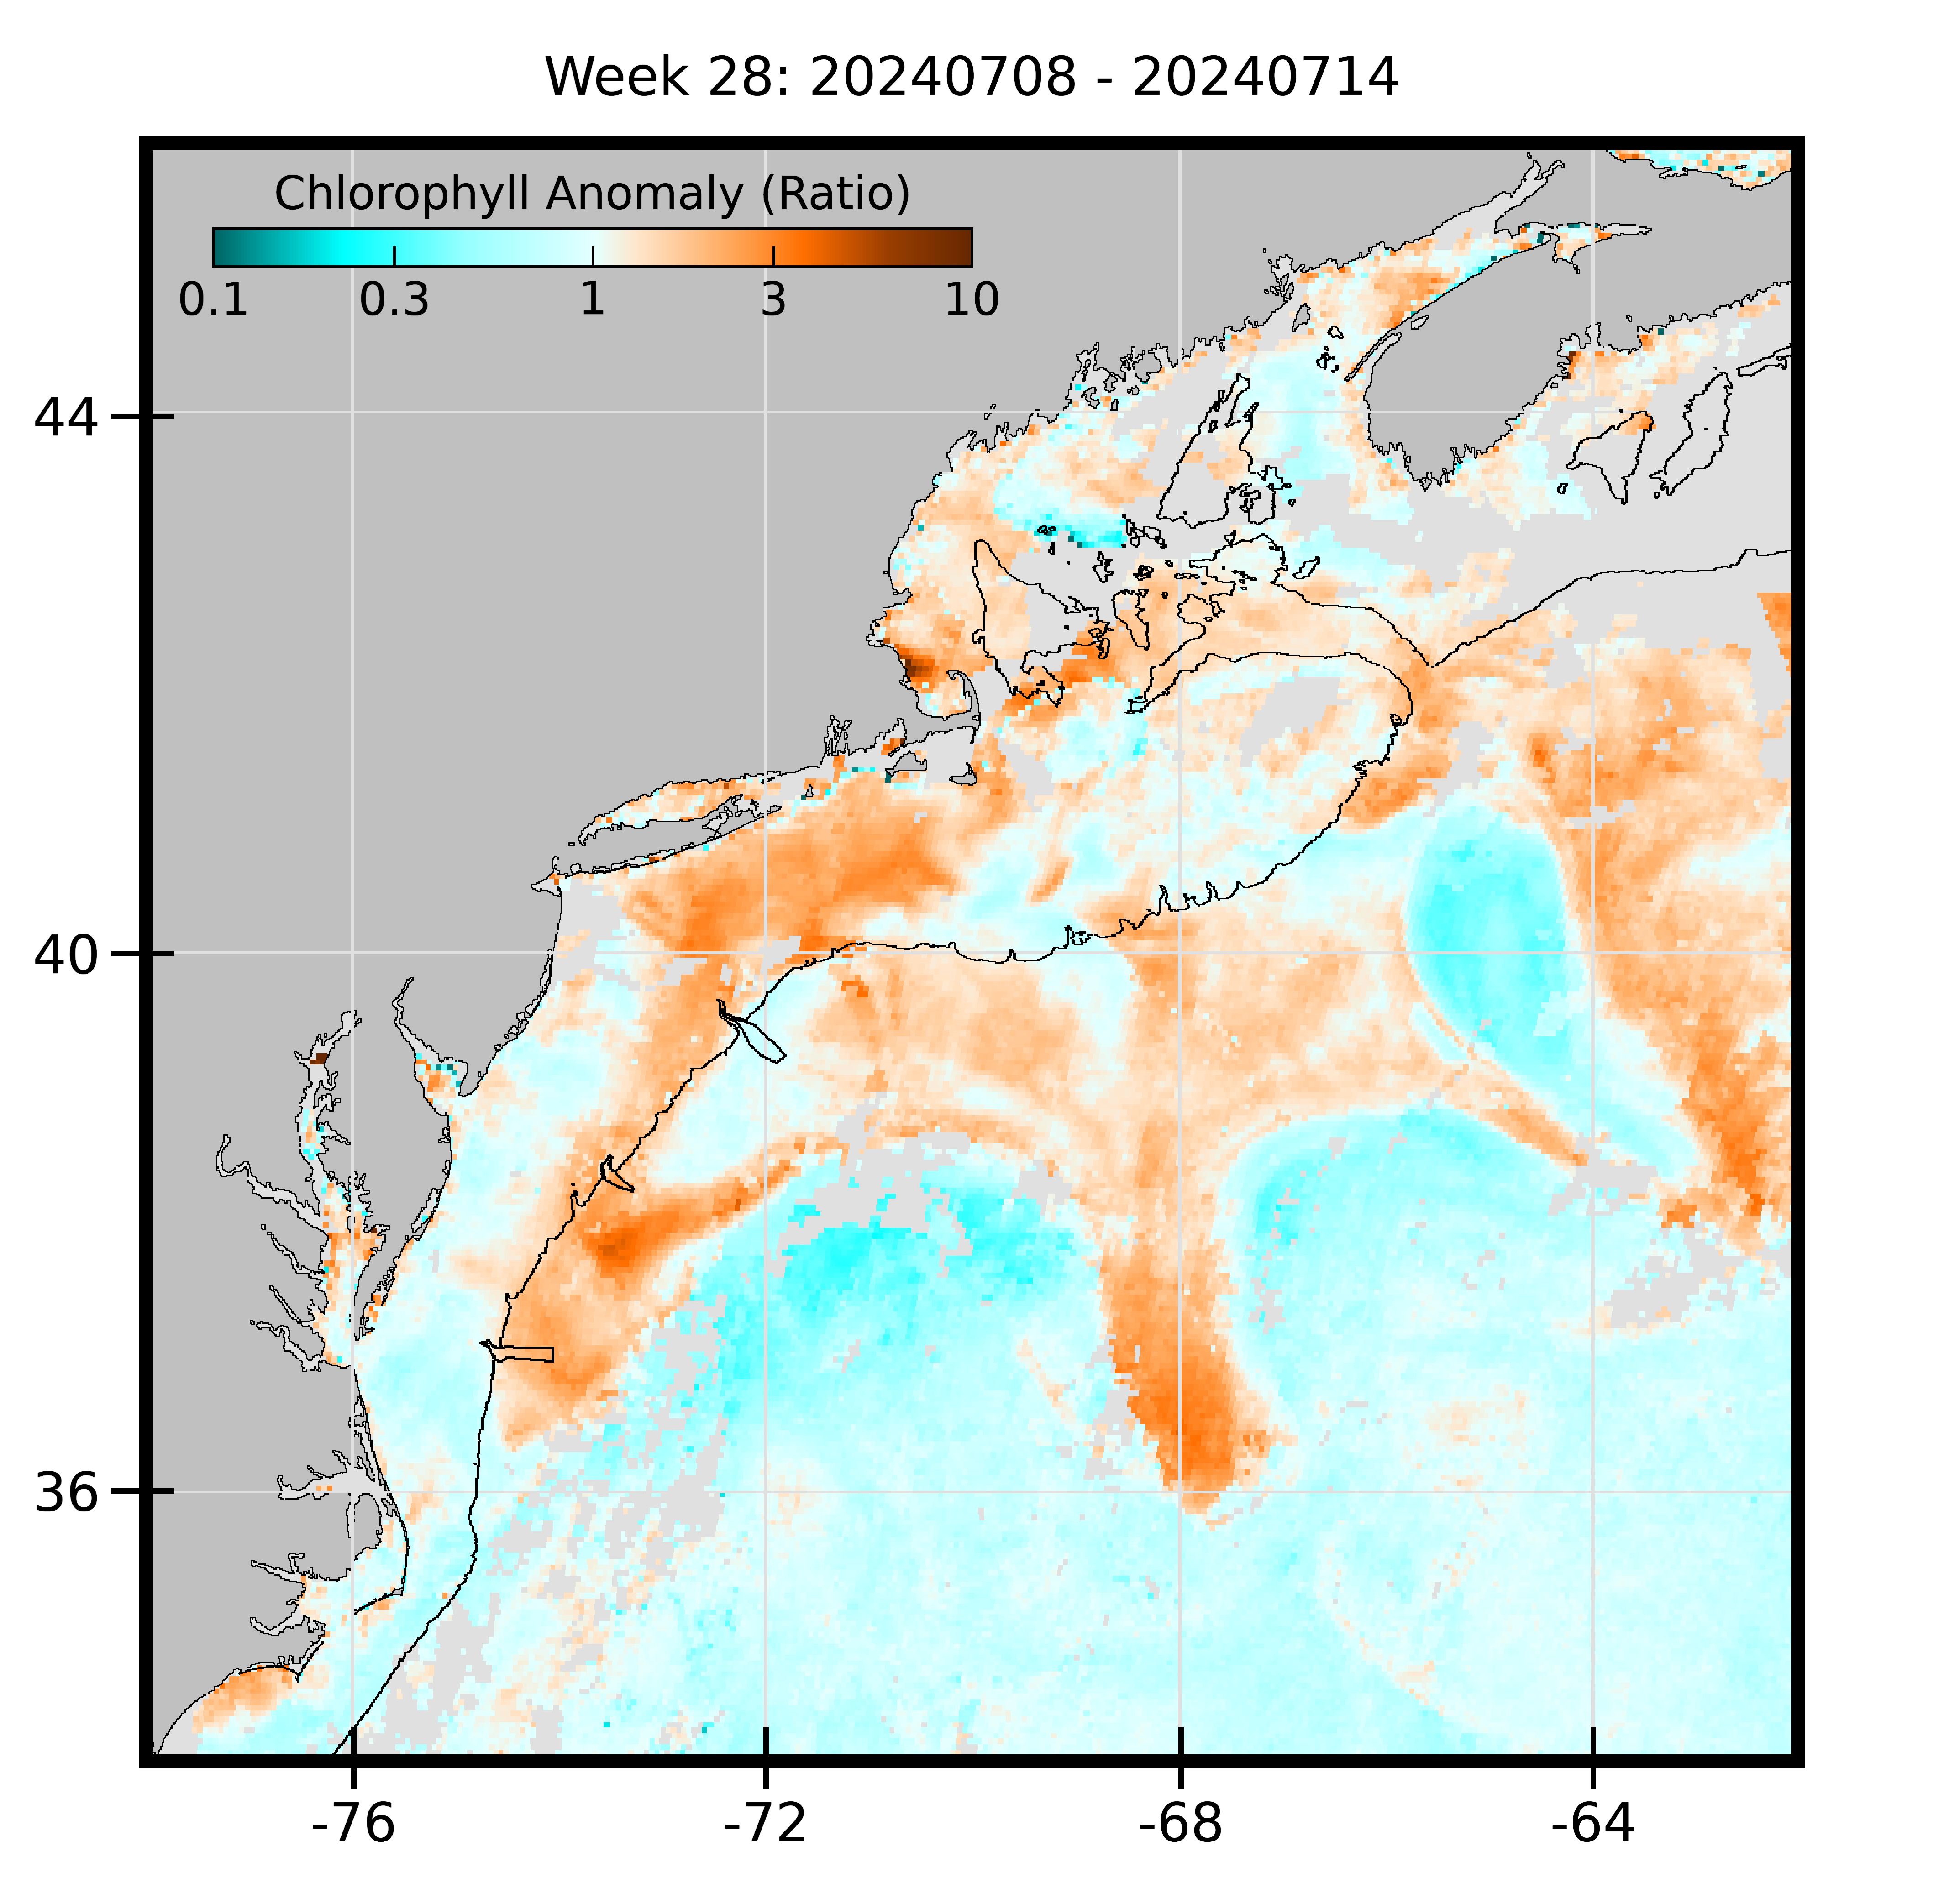 Week 28: 20240708 - 20240714
Chlorophyll Anomaly (Ratio)
0.1 0.3 1 3 10
44
40
36
-76 -72 -68 -64